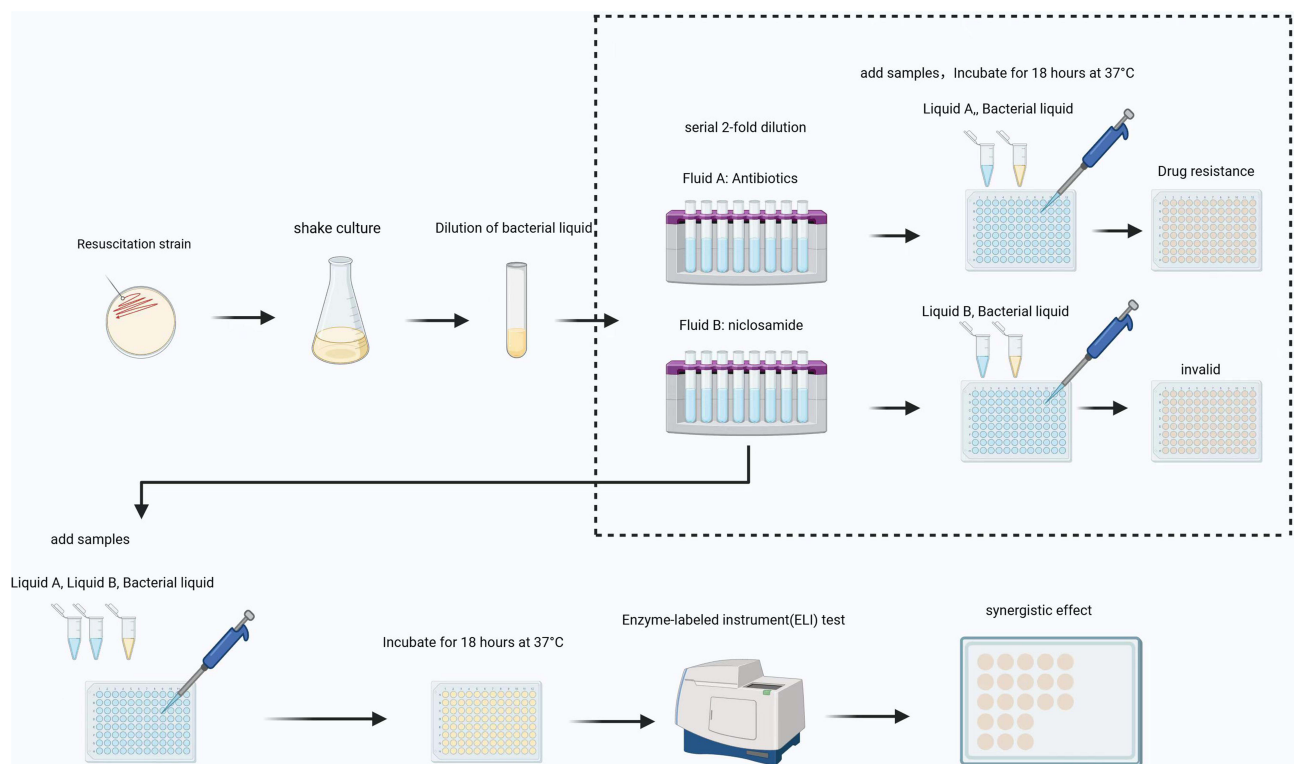 Resuscitation strain
shake culture
Dilution of bacterial liquid
serial 2-fold dilution
Fluid A: Antibiotics
Fluid B: niclosamide
add samples，Incubate for 18 hours at 37°C
Liquid A,, Bacterial liquid
Drug resistance
Liquid B, Bacterial liquid
invalid
add samples
Liquid A, Liquid B, Bacterial liquid
Incubate for 18 hours at 37°C
Enzyme-labeled instrument(ELI) test
synergistic effect